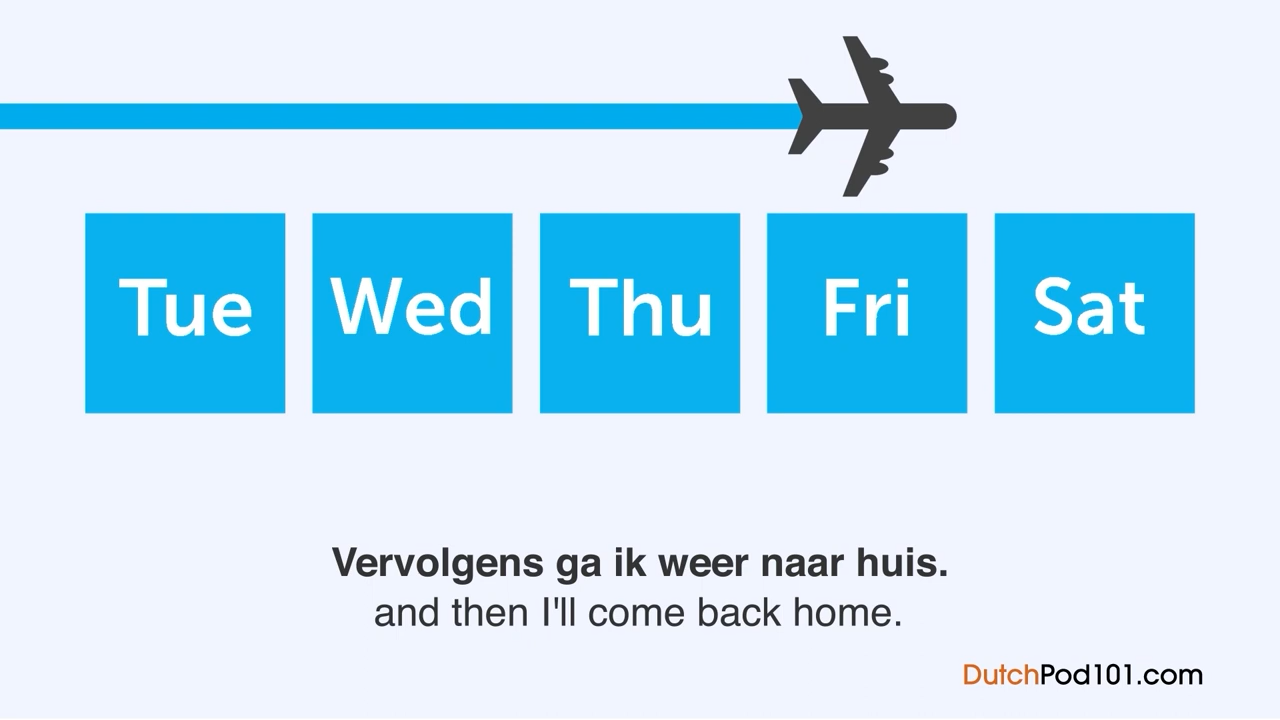 Tue Wed Thu Fri Sat
Vervolgens ga ik weer naar huis.
and then I'll come back home.
DutchPod101.com